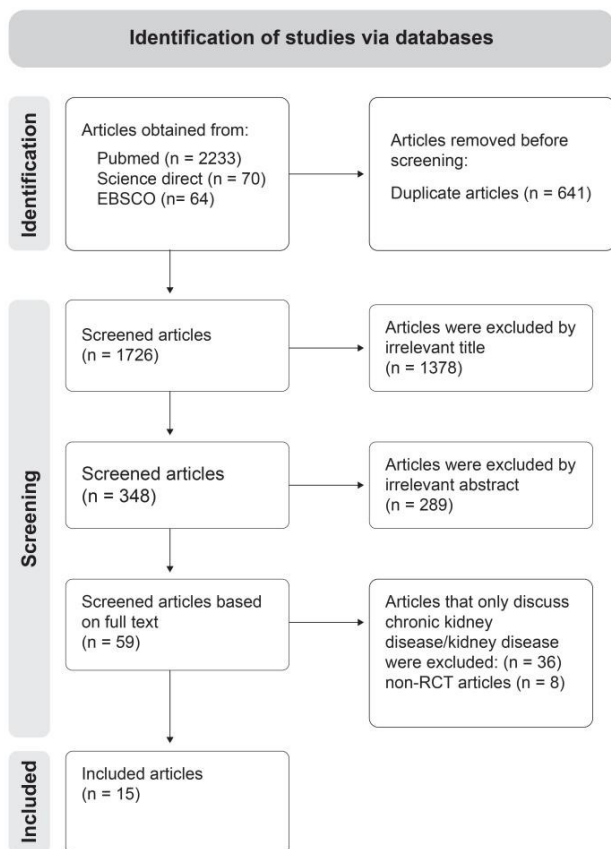 Identification of studies via databases
Identification
Articles obtained from:
Pubmed (n = 2233)
Science direct (n = 70)
EBSCO (n= 64)
Articles removed before
screening:
Duplicate articles (n = 641)
Screening
Screened articles
(n = 1726)
Articles were excluded by
irrelevant title
(n = 1378)
Screened articles
(n = 348)
Articles were excluded by
irrelevant abstract
(n = 289)
Screened articles based
on full text
(n = 59)
Articles that only discuss
chronic kidney
disease/kidney disease
were excluded: (n = 36)
non-RCT articles (n = 8)
Included
Included articles
(n = 15)